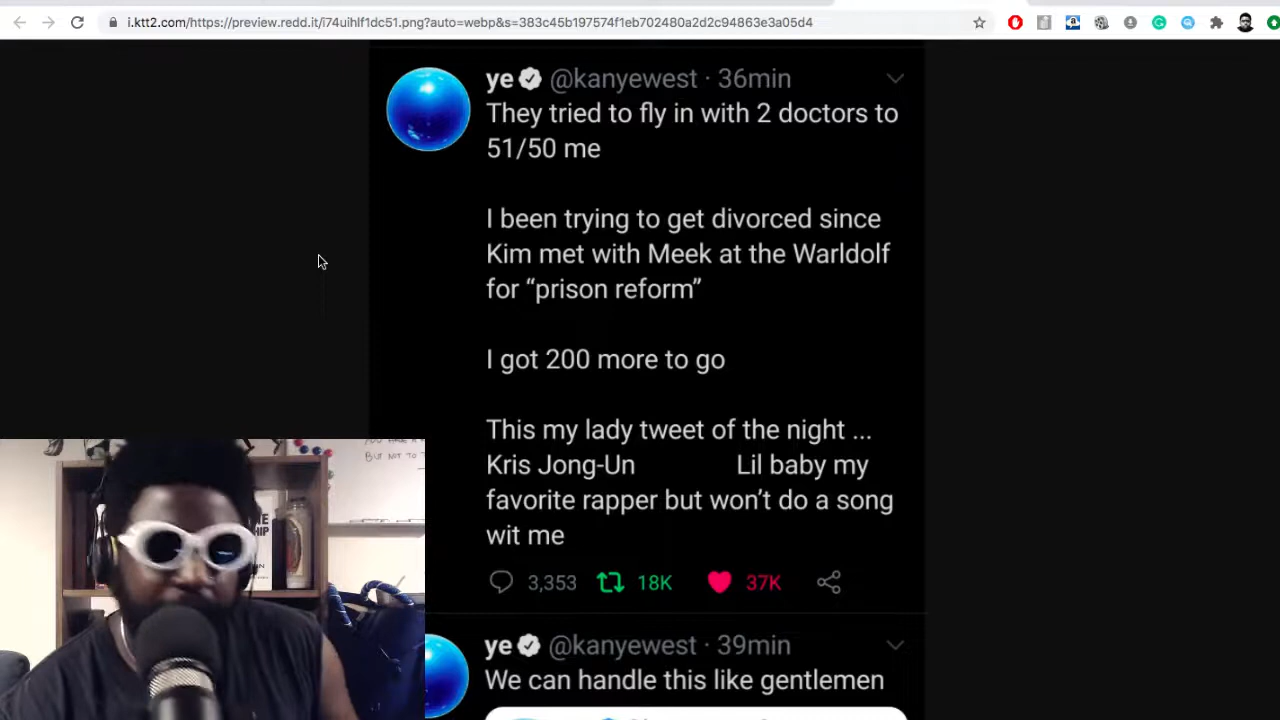 i.ktt2.com/https://preview.redd.it/i74uihlf1dc51.png?auto=webp&s=383c45b197574f1eb702480a2d2c94863e3a05d4
ye @kanyewest · 36min
They tried to fly in with 2 doctors to
51/50 me
I been trying to get divorced since
Kim met with Meek at the Warldolf
for “prison reform”
I got 200 more to go
This my lady tweet of the night ...
Kris Jong-Un Lil baby my
favorite rapper but won’t do a song
wit me
3,353 18K 37K
ye @kanyewest · 39min
We can handle this like gentlemen
BUT NOT TO